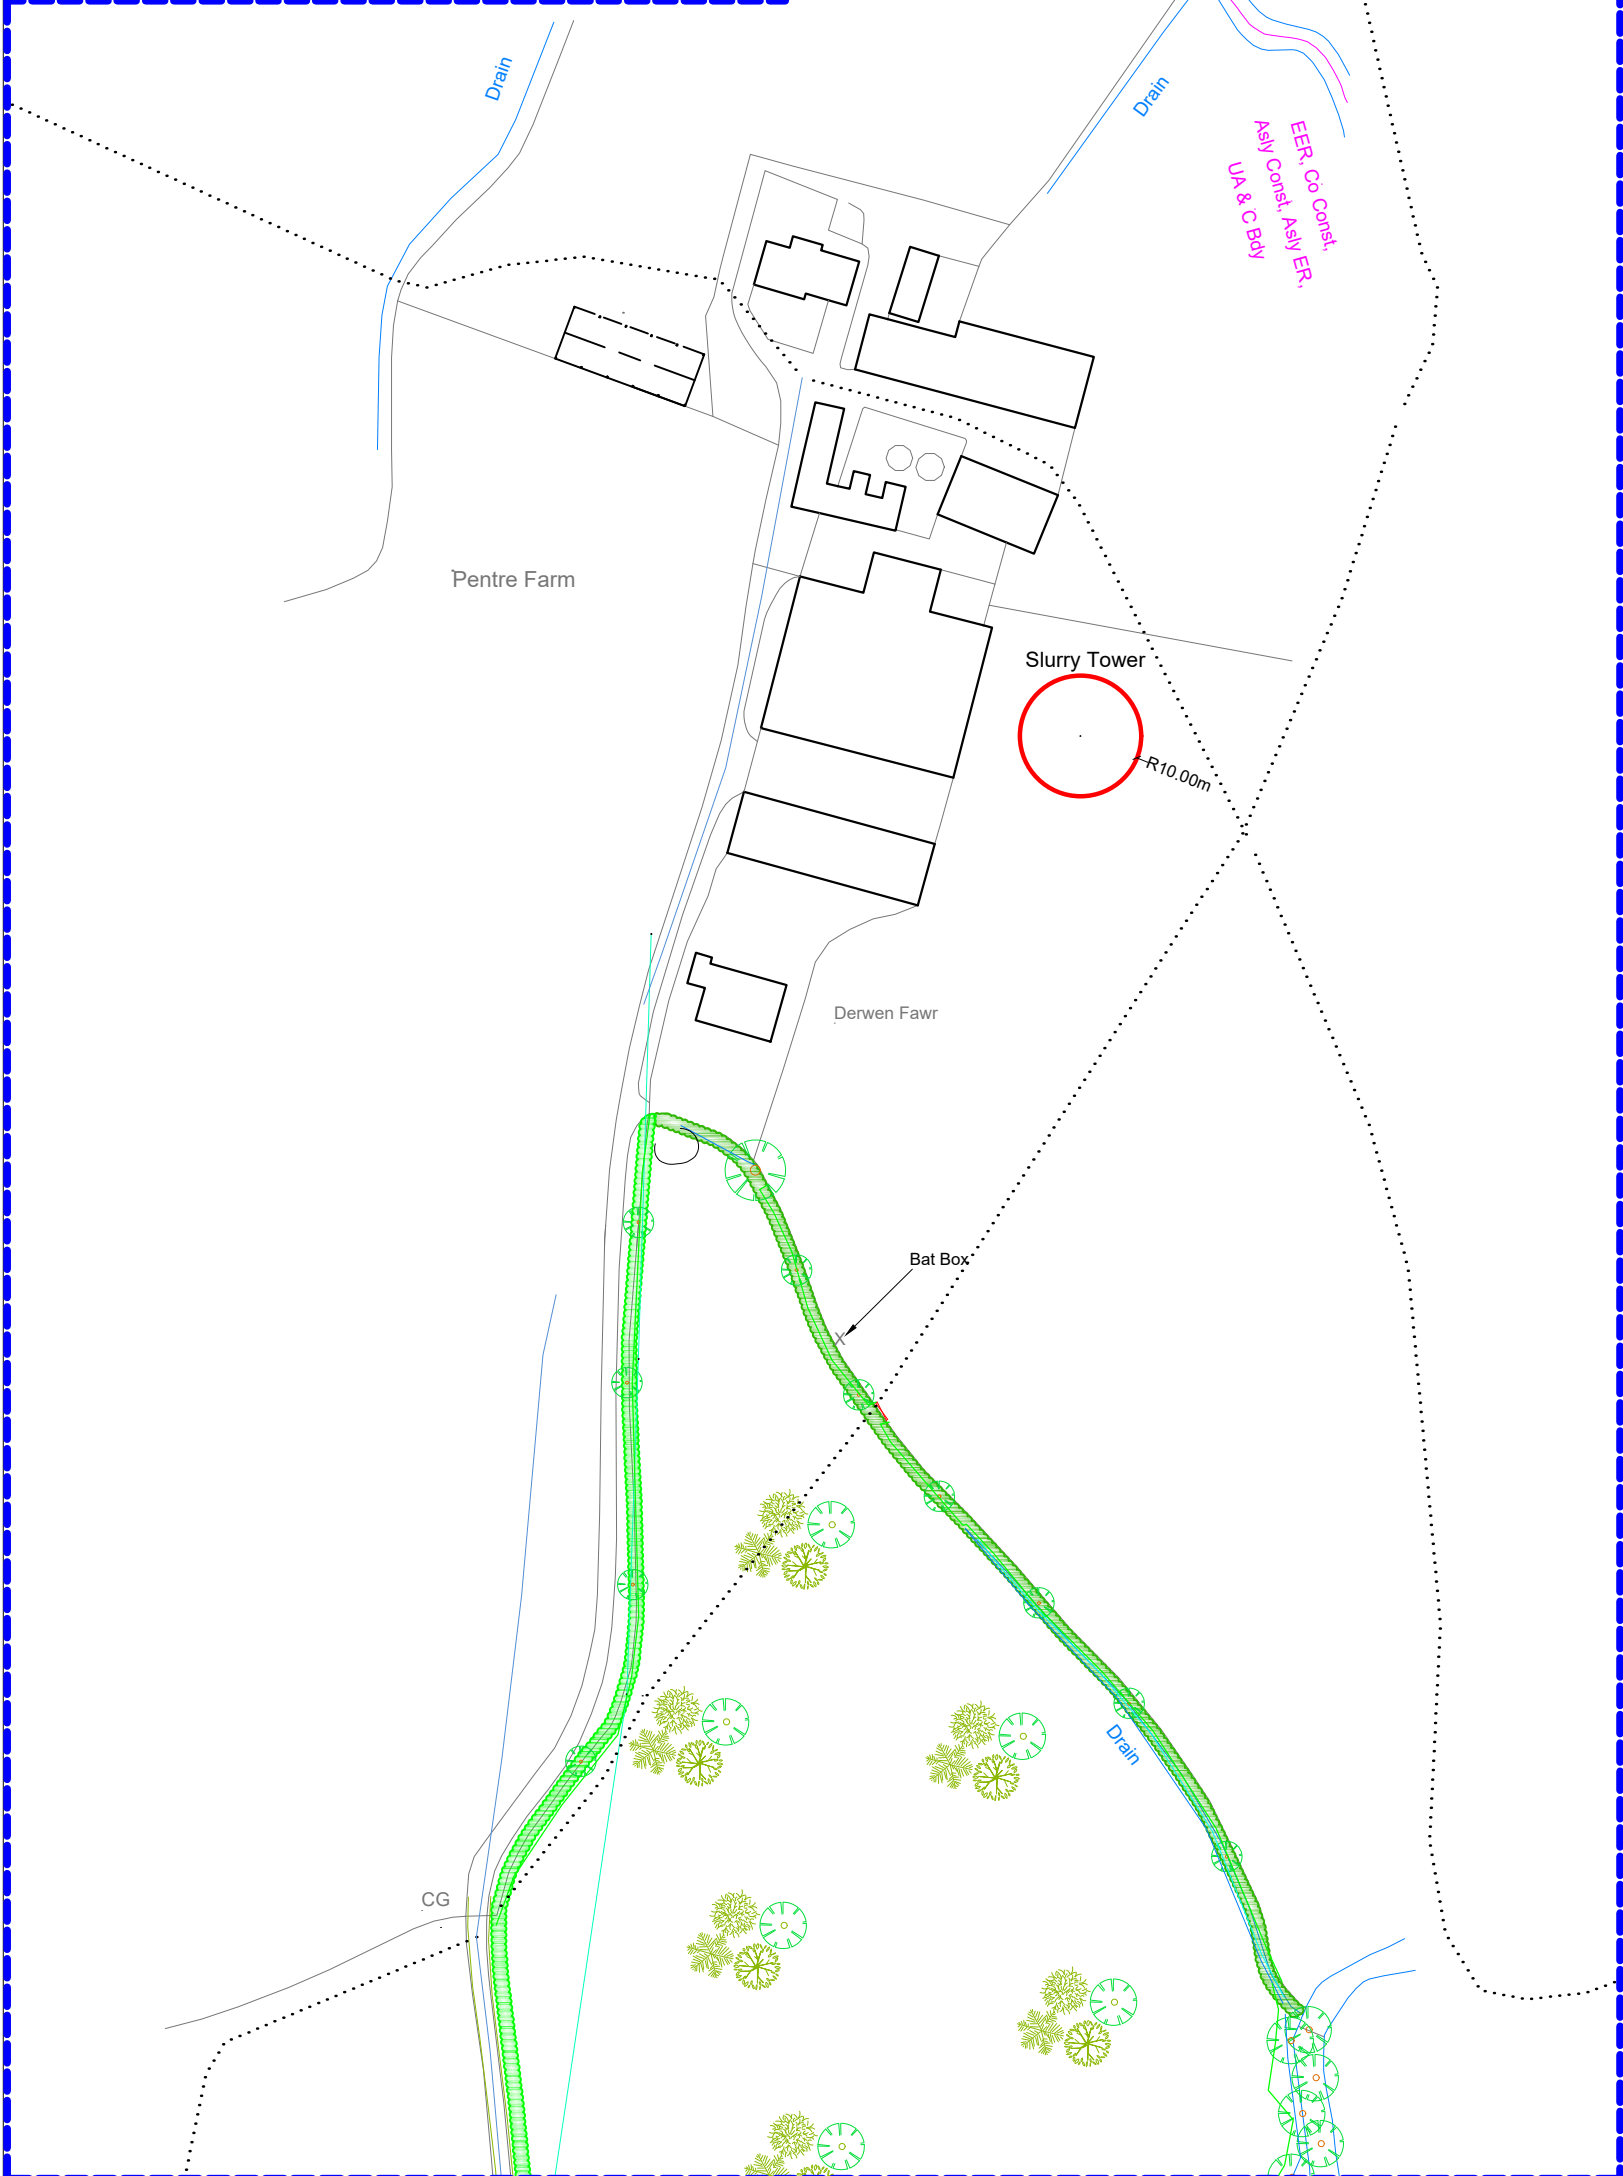 Drain
Drain
EER, Co Const,
Asly Const, Asly ER,
UA & C Bdy
Pentre Farm
Slurry Tower
R10.00m
Derwen Fawr
Bat Box
X
Drain
CG